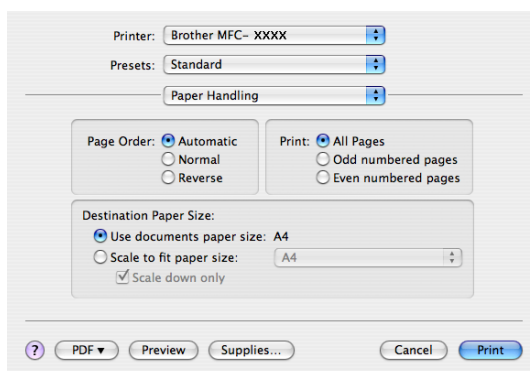 Printer: Brother MFC- XXXX
Presets: Standard
Paper Handling
Page Order: Automatic
Normal
Reverse
Print: All Pages
Odd numbered pages
Even numbered pages
Destination Paper Size:
Use documents paper size: A4
Scale to fit paper size: A4
Scale down only
? PDF▼ Preview Supplies... Cancel Print